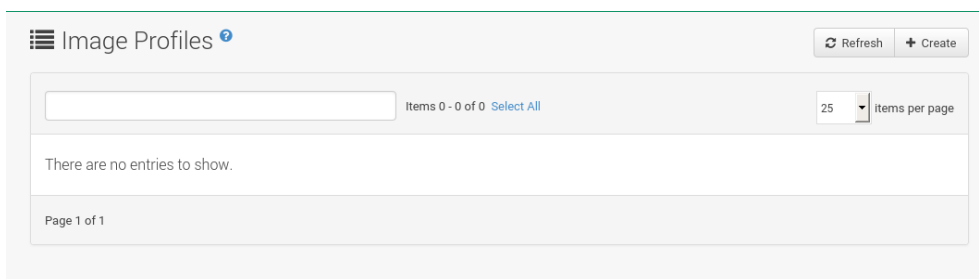 Image Profiles ?
Refresh + Create
Items 0 - 0 of 0 Select All
25 items per page
There are no entries to show.
Page 1 of 1